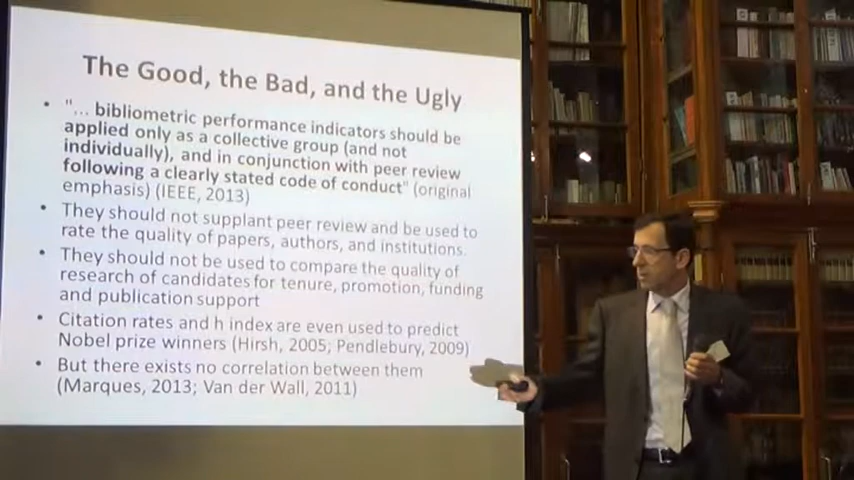 The Good, the Bad, and the Ugly
• "... bibliometric performance indicators should be
applied only as a collective group (and not
individually), and in conjunction with peer review
following a clearly stated code of conduct" (original
emphasis) (IEEE, 2013)
• They should not supplant peer review and be used to
rate the quality of papers, authors, and institutions.
• They should not be used to compare the quality of
research of candidates for tenure, promotion, funding
and publication support
• Citation rates and h index are even used to predict
Nobel prize winners (Hirsh, 2005; Pendlebury, 2009)
• But there exists no correlation between them
(Marques, 2013; Van der Wall, 2011)